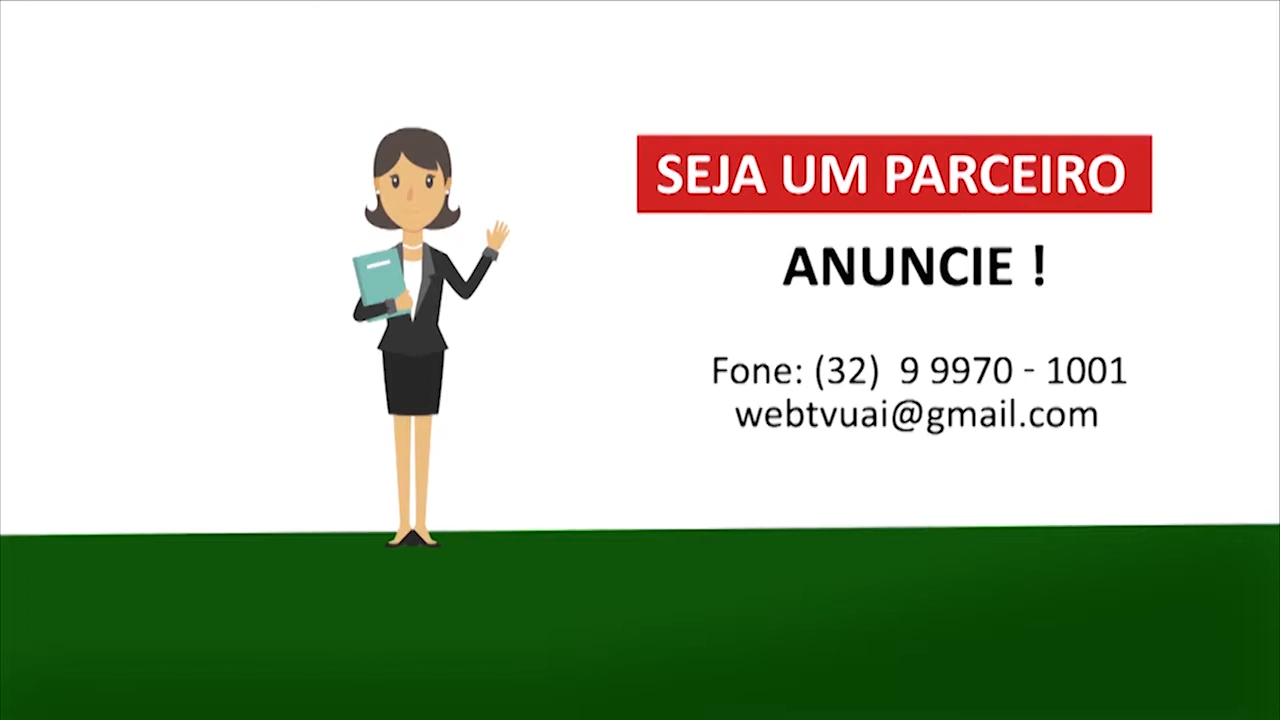 SEJA UM PARCEIRO
ANUNCIE !
Fone: (32)  9 9970 - 1001
webtvuai@gmail.com